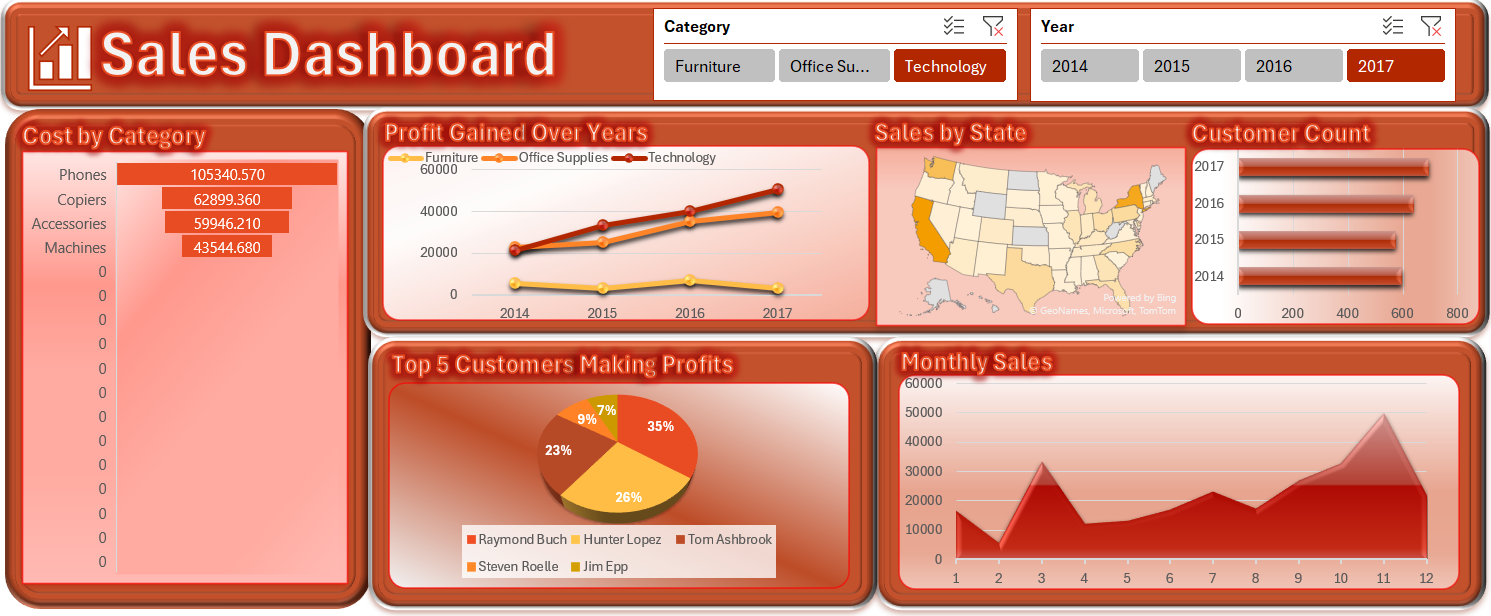 Sales Dashboard
Category
Furniture
Office Su...
Technology
Year
2014
2015
2016
2017
Cost by Category
Phones 105340.570
Copiers 62899.360
Accessories 59946.210
Machines 43544.680
0
0
0
0
0
0
0
0
0
0
0
0
0
Profit Gained Over Years
Furniture Office Supplies Technology
60000
40000
20000
0
2014 2015 2016 2017
Sales by State
Powered by Bing
© GeoNames, Microsoft, TomTom
Customer Count
2017
2016
2015
2014
0 200 400 600 800
Top 5 Customers Making Profits
7%
9%
35%
23%
26%
Raymond Buch Hunter Lopez Tom Ashbrook
Steven Roelle Jim Epp
Monthly Sales
60000
50000
40000
30000
20000
10000
0
1 2 3 4 5 6 7 8 9 10 11 12